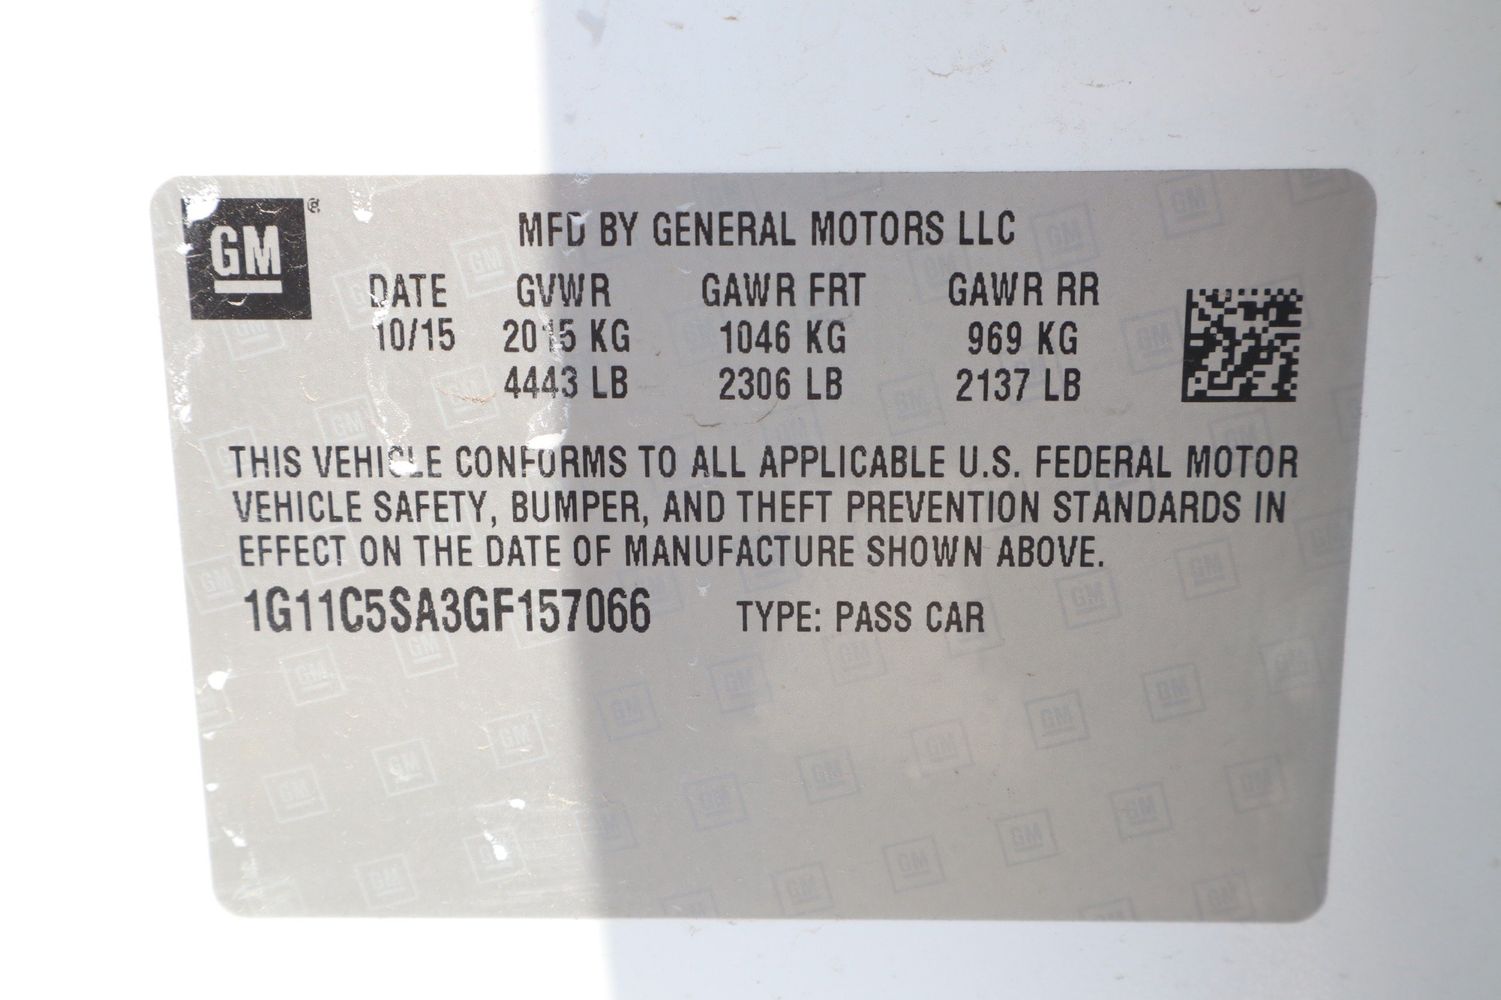 GM ®
MFD BY GENERAL MOTORS LLC
DATE GVWR GAWR FRT GAWR RR
10/15 2015 KG 1046 KG 969 KG
4443 LB 2306 LB 2137 LB
THIS VEHICLE CONFORMS TO ALL APPLICABLE U.S. FEDERAL MOTOR
VEHICLE SAFETY, BUMPER, AND THEFT PREVENTION STANDARDS IN
EFFECT ON THE DATE OF MANUFACTURE SHOWN ABOVE.
1G11C5SA3GF157066 TYPE: PASS CAR